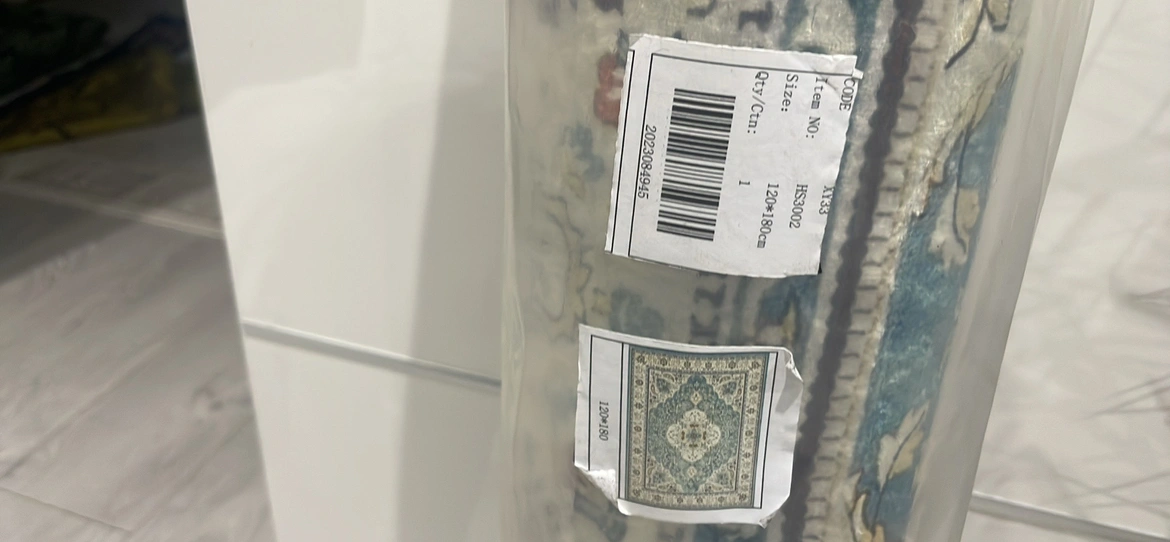 CODE XY33
Item NO: HS3002
Size: 120*180cm
Qty/Ctn: 1
2023084945
120*180